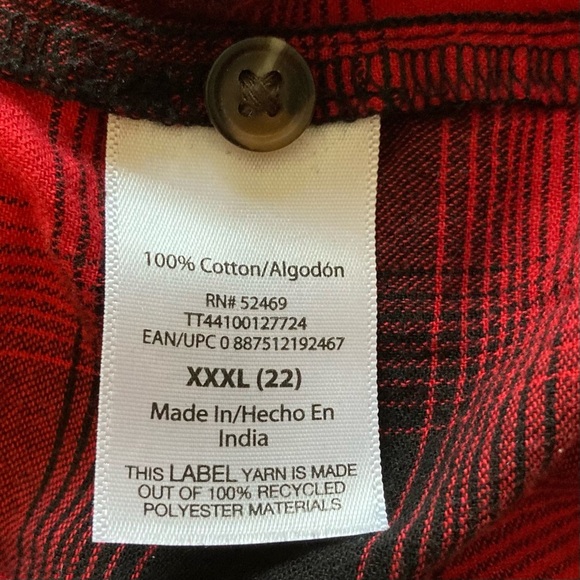 100% Cotton/Algodón
RN# 52469
TT44100127724
EAN/UPC 0 887512192467
XXXL (22)
Made In/Hecho En
India
THIS LABEL YARN IS MADE
OUT OF 100% RECYCLED
POLYESTER MATERIALS